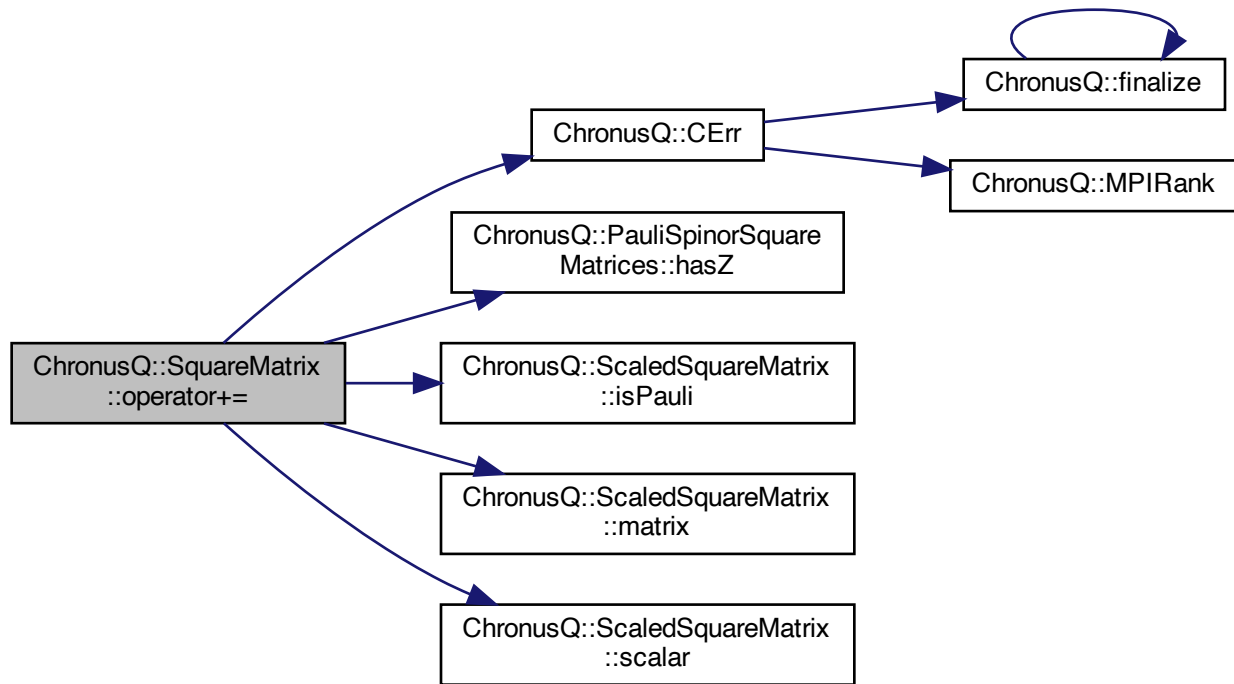 ChronusQ::SquareMatrix
::operator+=
ChronusQ::CErr
ChronusQ::finalize
ChronusQ::MPIRank
ChronusQ::PauliSpinorSquare
Matrices::hasZ
ChronusQ::ScaledSquareMatrix
::isPauli
ChronusQ::ScaledSquareMatrix
::matrix
ChronusQ::ScaledSquareMatrix
::scalar